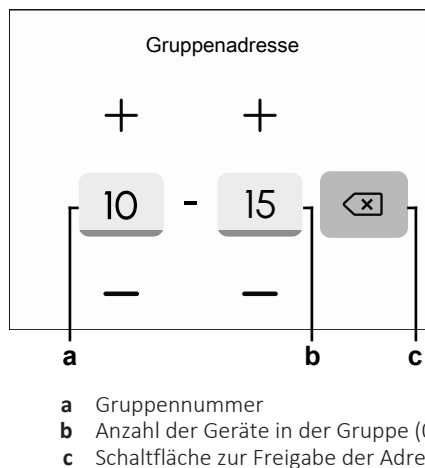 Gruppenadresse
+ +
10 - 15
— —
a b c
a Gruppennummer
b Anzahl der Geräte in der Gruppe
c Schaltfläche zur Freigabe der